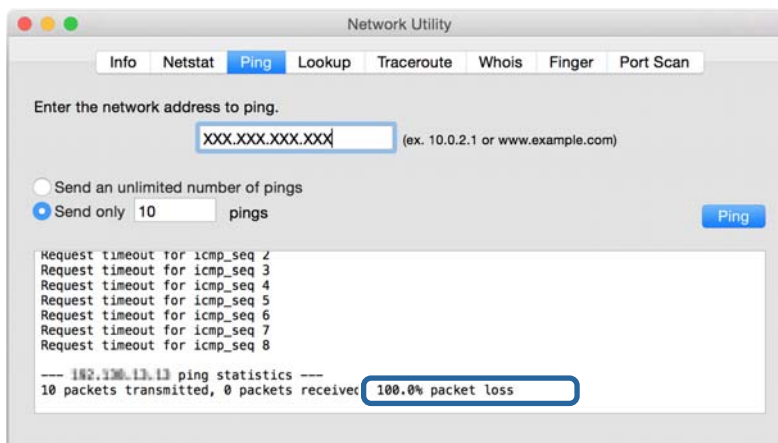 Network Utility
Info Netstat Ping Lookup Traceroute Whois Finger Port Scan
Enter the network address to ping.
XXX.XXX.XXX.XXX (ex. 10.0.2.1 or www.example.com)
Send an unlimited number of pings
Send only 10 pings
Ping
Request timeout for icmp_seq 2
Request timeout for icmp_seq 3
Request timeout for icmp_seq 4
Request timeout for icmp_seq 5
Request timeout for icmp_seq 6
Request timeout for icmp_seq 7
Request timeout for icmp_seq 8
--- ping statistics ---
10 packets transmitted, 0 packets received 100.0% packet loss